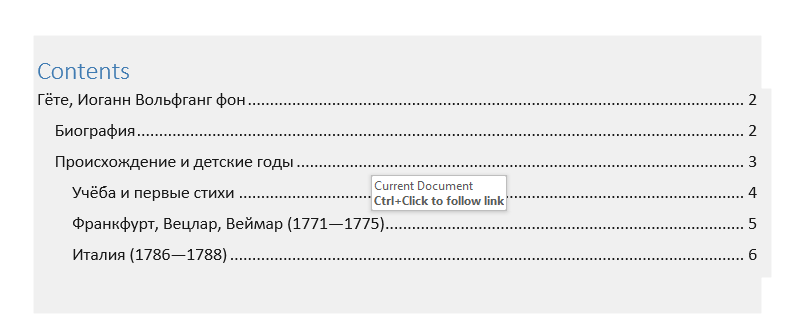 Contents
Гёте, Иоганн Вольфганг фон........................................................................................................ 2
Биография.................................................................................................................................. 2
Происхождение и детские годы ................................................................................................. 3
Учёба и первые стихи ............................................................................................................ 4
Current Document
Ctrl+Click to follow link
Франкфурт, Вецлар, Веймар (1771—1775)............................................................................... 5
Италия (1786—1788) .............................................................................................................. 6